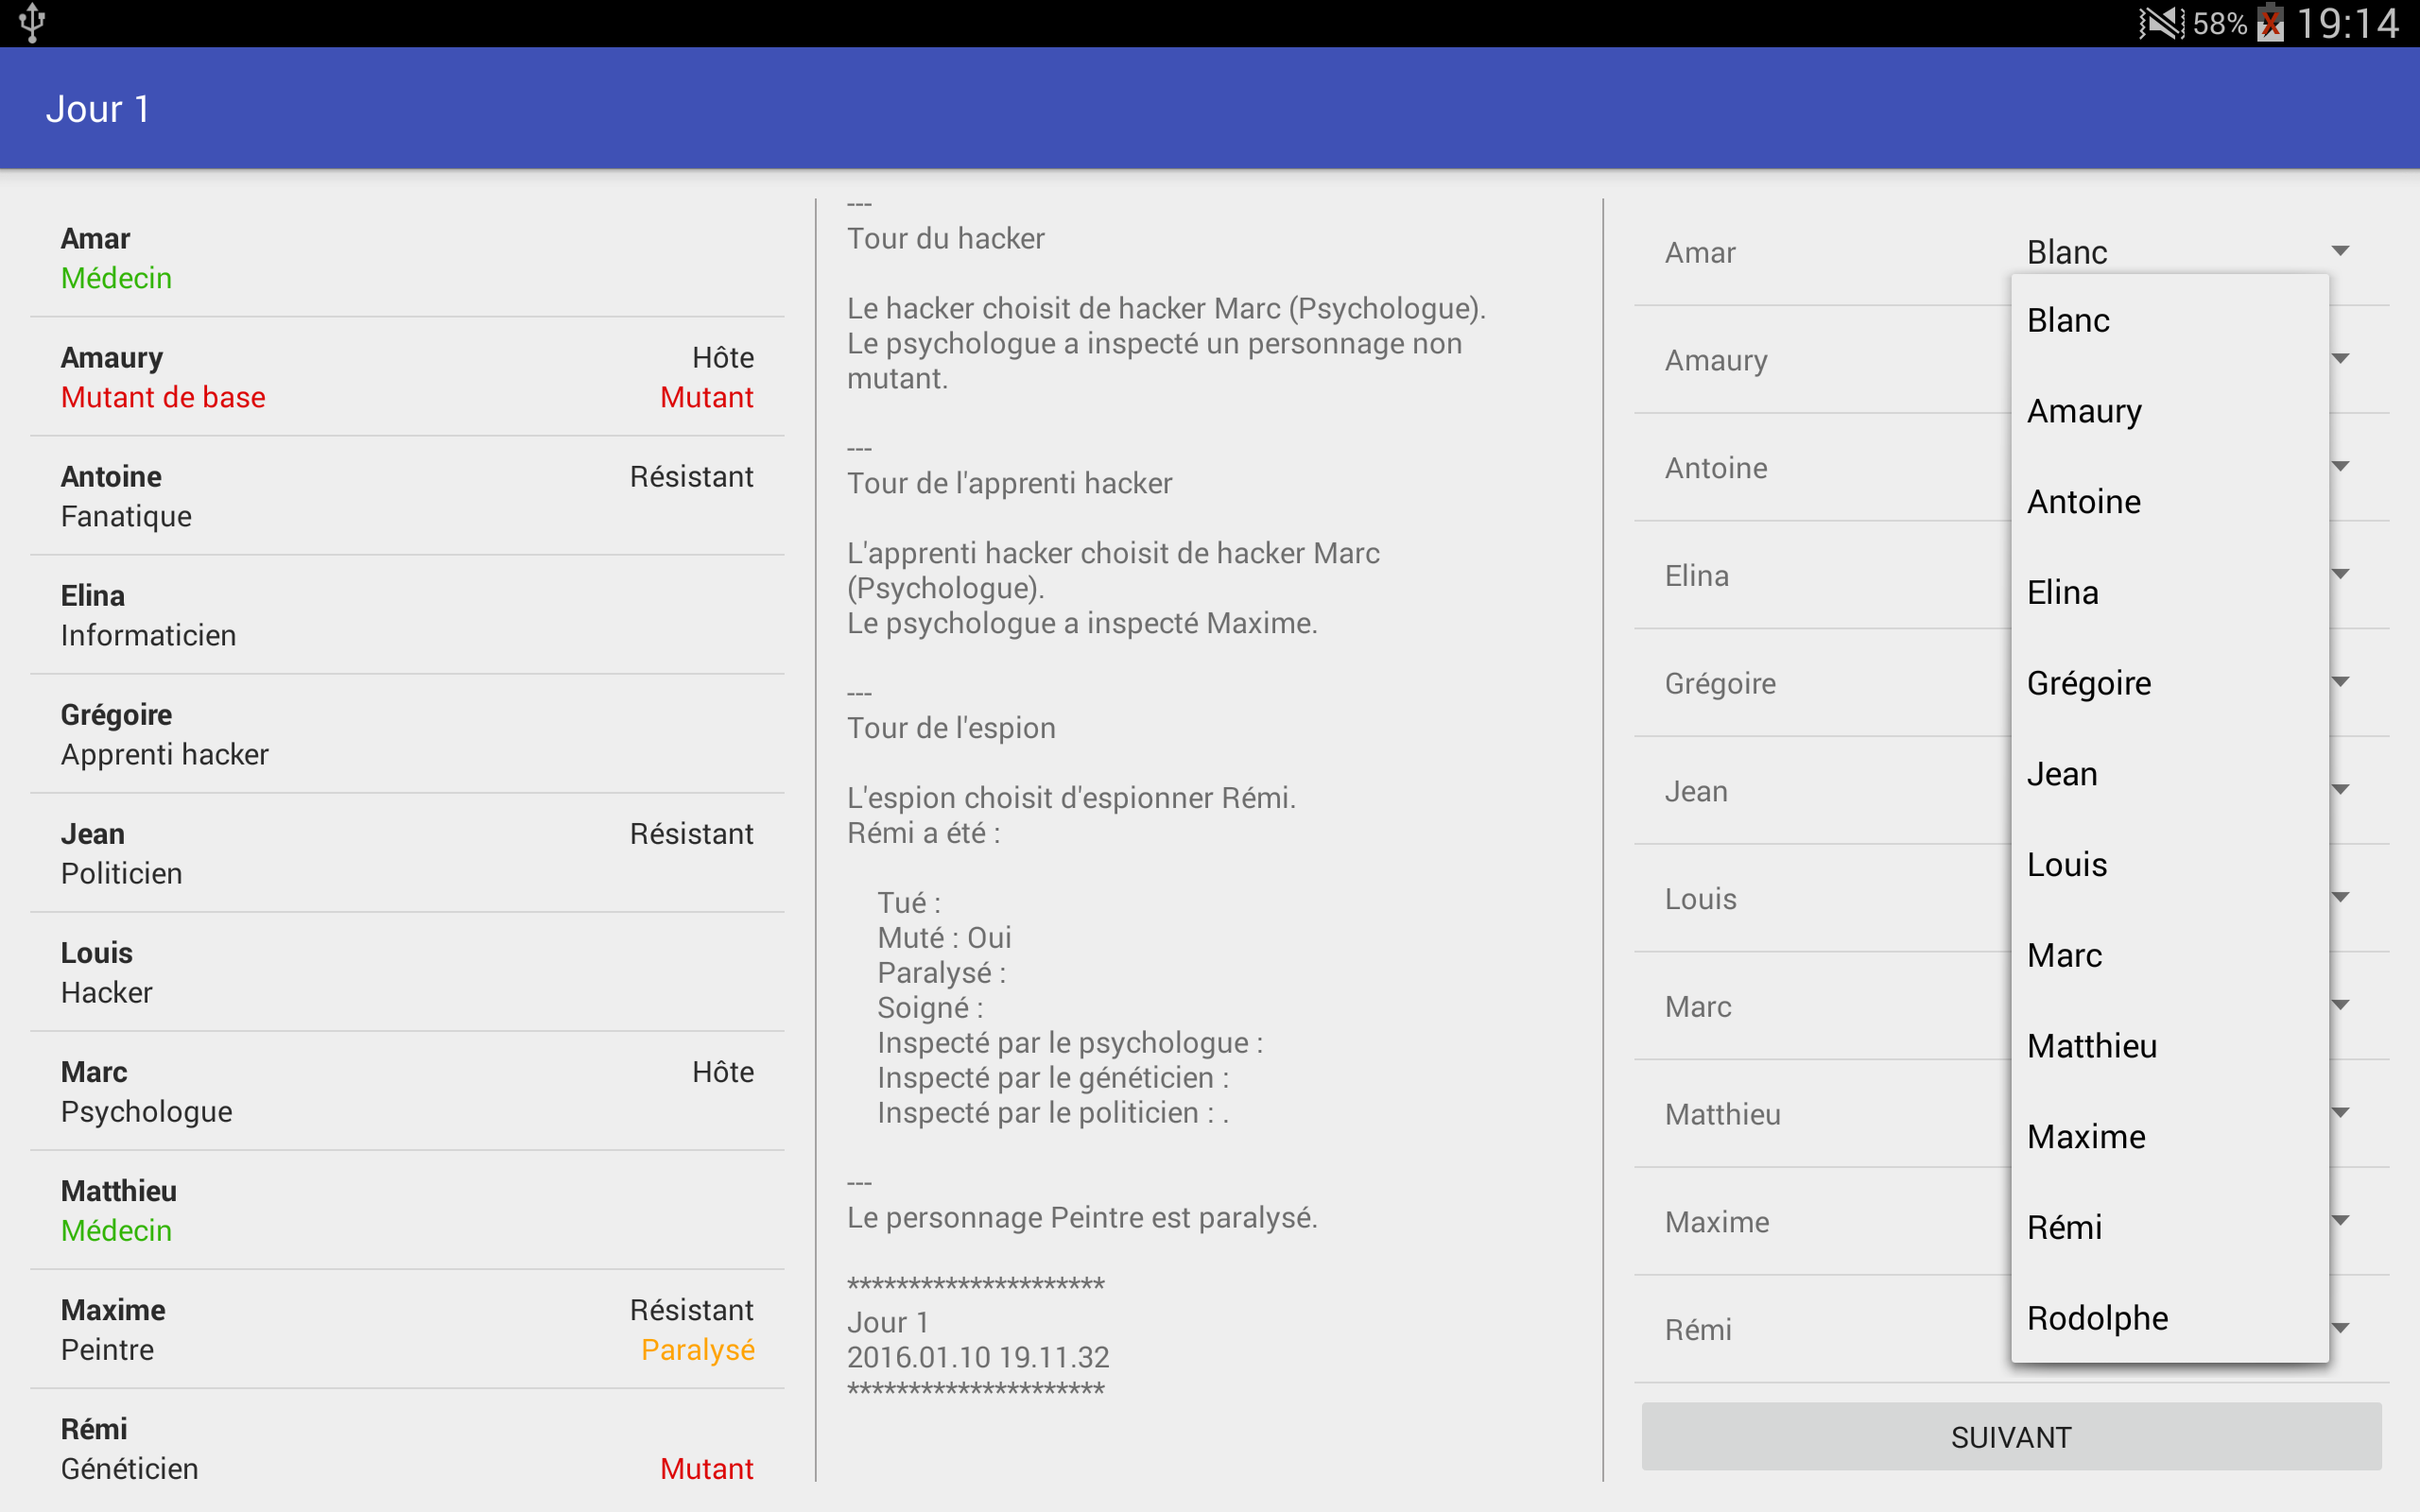 58% 19:14
Jour 1
Amar
Médecin
Amaury Hôte
Mutant de base Mutant
Antoine Résistant
Fanatique
Elina
Informaticien
Grégoire
Apprenti hacker
Jean Résistant
Politicien
Louis
Hacker
Marc Hôte
Psychologue
Matthieu
Médecin
Maxime Résistant
Peintre Paralysé
Rémi
Généticien Mutant
---
Tour du hacker
Le hacker choisit de hacker Marc (Psychologue).
Le psychologue a inspecté un personnage non
mutant.
---
Tour de l'apprenti hacker
L'apprenti hacker choisit de hacker Marc
(Psychologue).
Le psychologue a inspecté Maxime.
---
Tour de l'espion
L'espion choisit d'espionner Rémi.
Rémi a été :
Tué :
Muté : Oui
Paralysé :
Soigné :
Inspecté par le psychologue :
Inspecté par le généticien :
Inspecté par le politicien : .
---
Le personnage Peintre est paralysé.
*********************
Jour 1
2016.01.10 19.11.32
*********************
Amar Blanc
Amaury
Antoine
Elina
Grégoire
Jean
Louis
Marc
Matthieu
Maxime
Rémi
Blanc
Amaury
Antoine
Elina
Grégoire
Jean
Louis
Marc
Matthieu
Maxime
Rémi
Rodolphe
SUIVANT